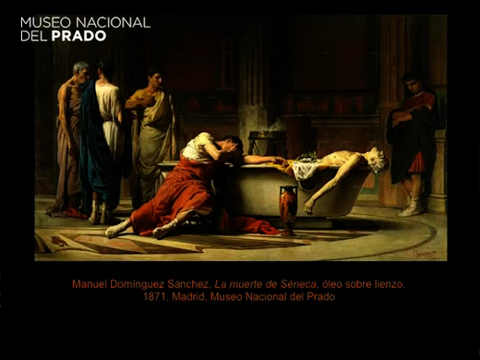 MUSEO NACIONAL
DEL PRADO
Manuel Domínguez Sánchez. La muerte de Séneca, óleo sobre lienzo.
1871, Madrid, Museo Nacional del Prado